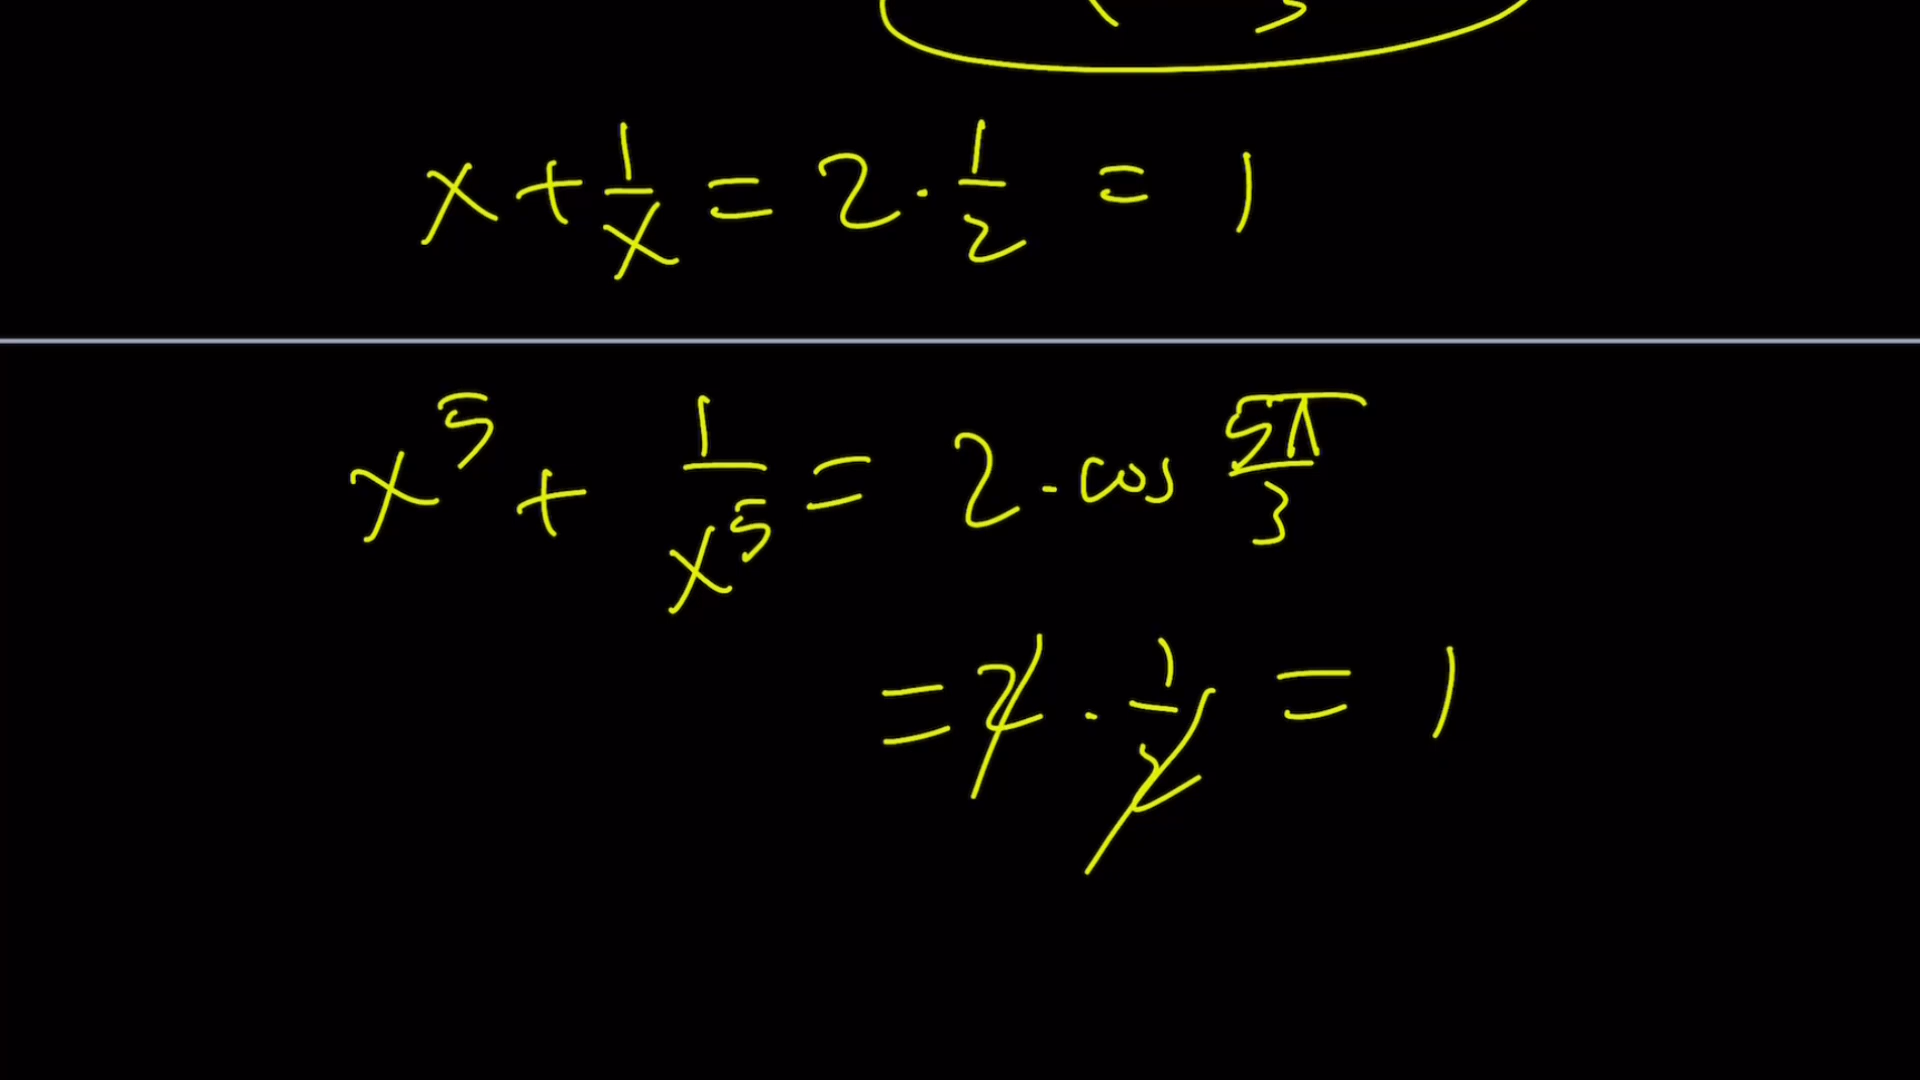 x + 1/x = 2 · 1/2 = 1
x^5 + 1/x^5 = 2 · cos 5π/3
= 2 · 1/2 = 1